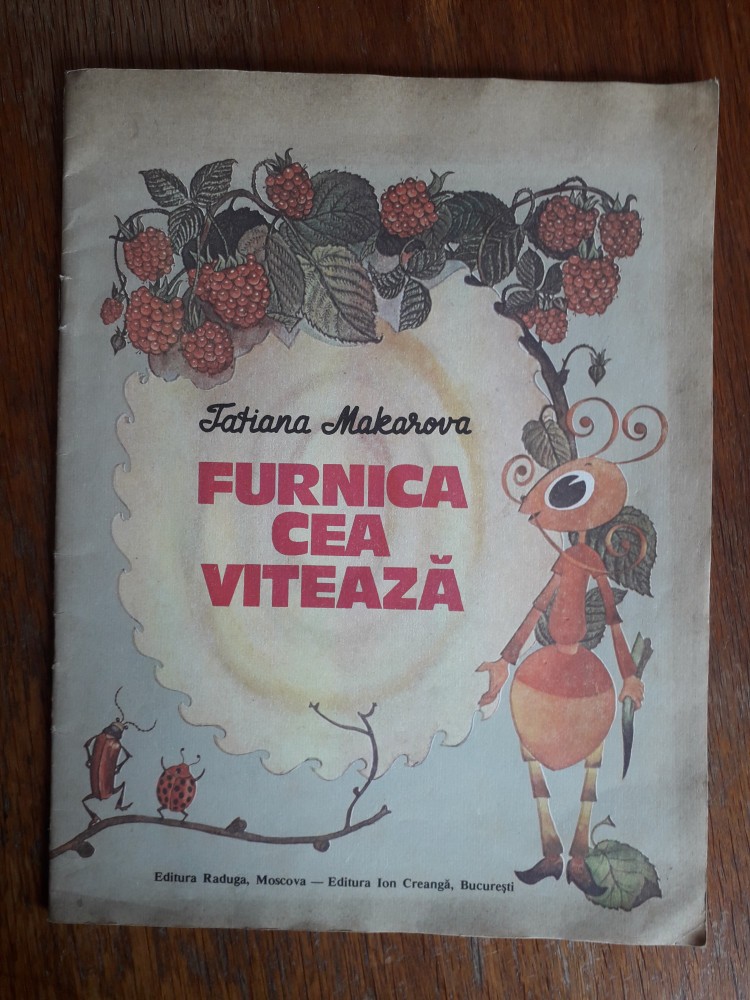 Tatiana Makarova
FURNICA
CEA
VITEAZĂ
Editura Raduga, Moscova — Editura Ion Creangă, București